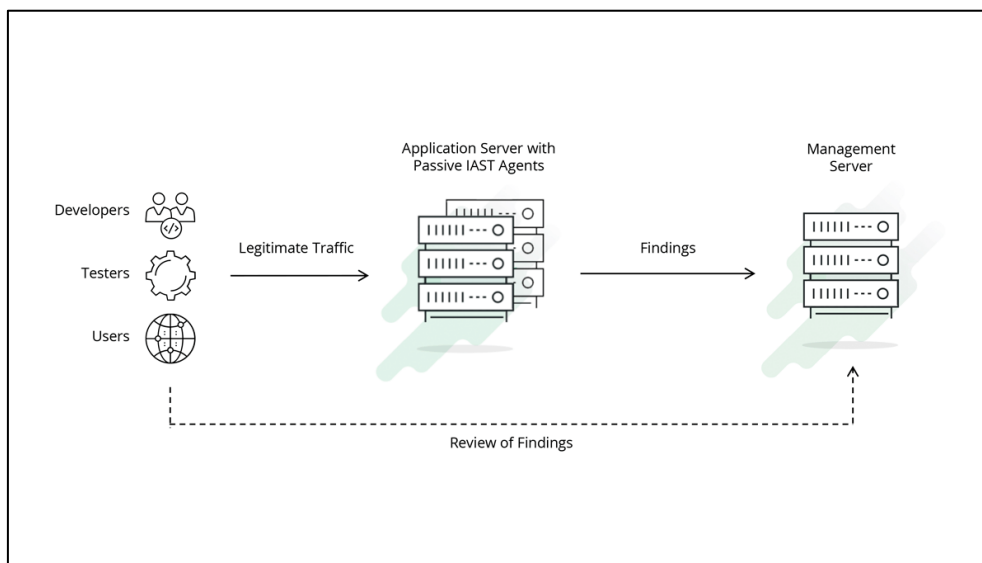 Application Server with
Passive IAST Agents
Management
Server
Developers
Testers
Users
Legitimate Traffic
Findings
Review of Findings